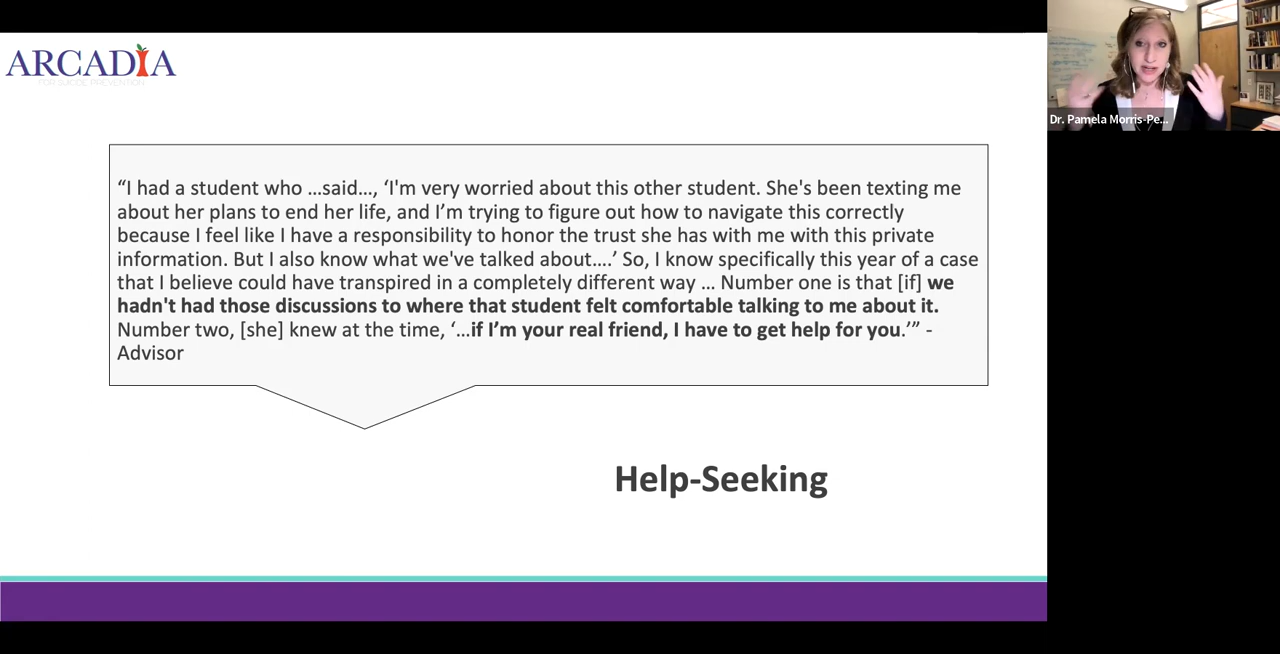 ARCADIA
FOR SUICIDE PREVENTION
“I had a student who …said…, ‘I'm very worried about this other student. She's been texting me
about her plans to end her life, and I’m trying to figure out how to navigate this correctly
because I feel like I have a responsibility to honor the trust she has with me with this private
information. But I also know what we've talked about….’ So, I know specifically this year of a case
that I believe could have transpired in a completely different way … Number one is that [if] we
hadn't had those discussions to where that student felt comfortable talking to me about it.
Number two, [she] knew at the time, ‘…if I’m your real friend, I have to get help for you.’” -
Advisor
Help-Seeking
Dr. Pamela Morris-Pe...